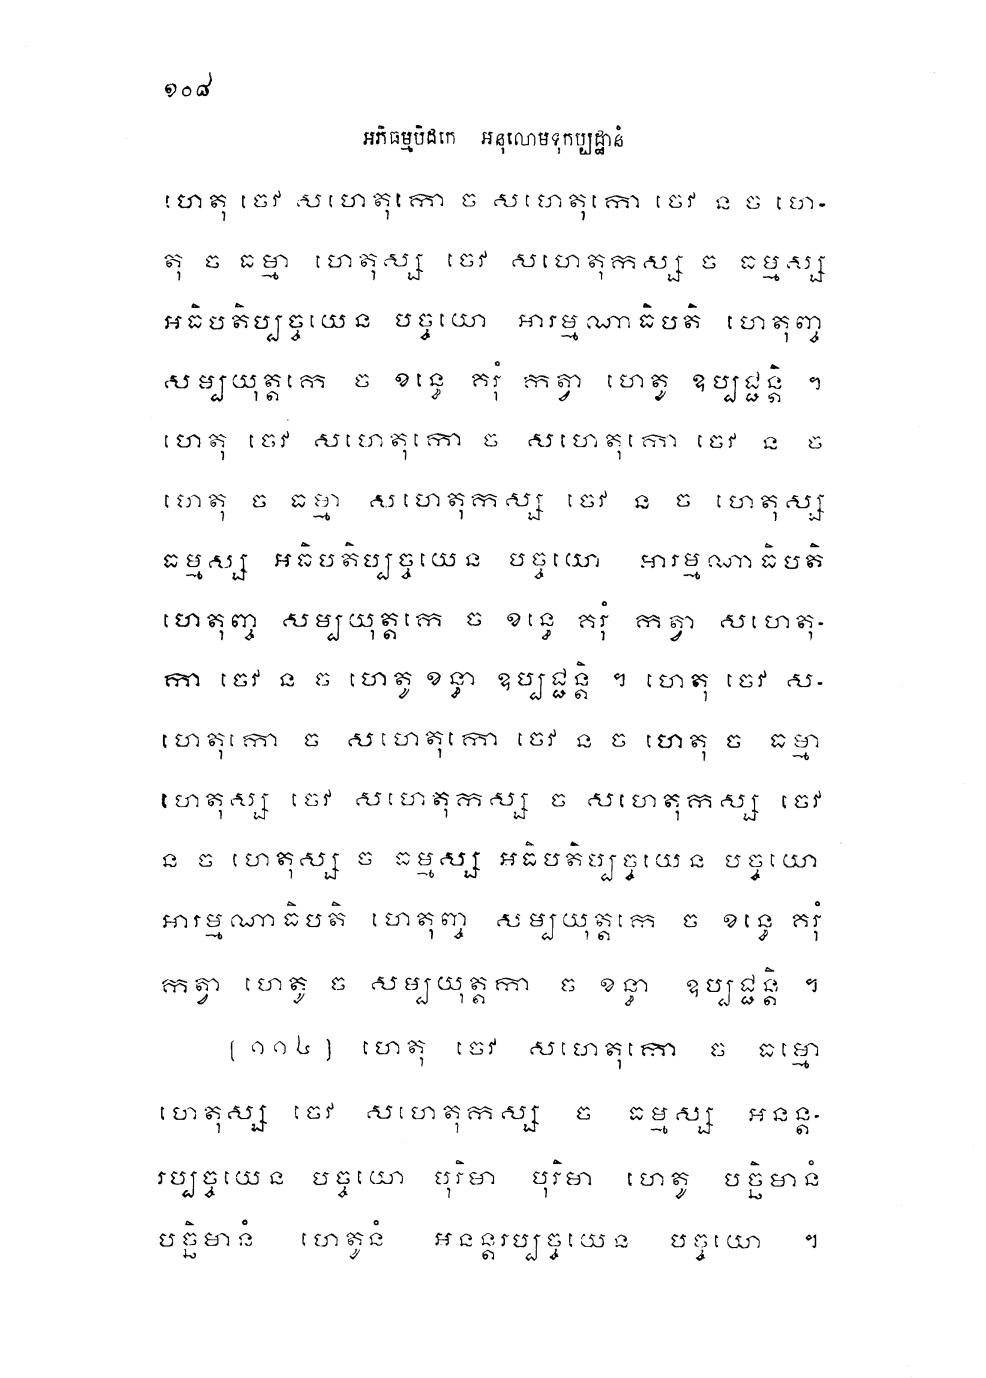 ១០៨
អភិធម្មបិដកេ អនុលោមទុកប្បដ្ឋានំ
ហេតុ ចេវ សហេតុកោ ច សហេតុកោ ចេវ ន ច ហេ-
តុ ច ធម្មា ហេតុស្ស ចេវ សហេតុកស្ស ច ធម្មស្ស
អធិបតិប្បច្ចយេន បច្ចយោ អារម្មណាធិបតិ ហេតុញ្ច
សម្បយុត្តកេ ច ខន្ធេ គរុំ កត្វា ហេតូ ឧប្បជ្ជន្តិ ។
ហេតុ ចេវ សហេតុកោ ច សហេតុកោ ចេវ ន ច
ហេតុ ច ធម្មា សហេតុកស្ស ចេវ ន ច ហេតុស្ស
ធម្មស្ស អធិបតិប្បច្ចយេន បច្ចយោ អារម្មណាធិបតិ
ហេតុញ្ច សម្បយុត្តកេ ច ខន្ធេ គរុំ កត្វា សហេតុ-
កា ចេវ ន ច ហេតូ ខន្ធា ឧប្បជ្ជន្តិ ។ ហេតុ ចេវ ស-
ហេតុកោ ច សហេតុកោ ចេវ ន ច ហេតុ ច ធម្មា
ហេតុស្ស ចេវ សហេតុកស្ស ច សហេតុកស្ស ចេវ
ន ច ហេតុស្ស ច ធម្មស្ស អធិបតិប្បច្ចយេន បច្ចយោ
អារម្មណាធិបតិ ហេតុញ្ច សម្បយុត្តកេ ច ខន្ធេ គរុំ
កត្វា ហេតូ ច សម្បយុត្តកា ច ខន្ធា ឧប្បជ្ជន្តិ ។
[១១៤] ហេតុ ចេវ សហេតុកោ ច ធម្មោ
ហេតុស្ស ចេវ សហេតុកស្ស ច ធម្មស្ស អនន្ត-
រប្បច្ចយេន បច្ចយោ បុរិមា បុរិមា ហេតូ បច្ឆិមានំ
បច្ឆិមានំ ហេតូនំ អនន្តរប្បច្ចយេន បច្ចយោ ។